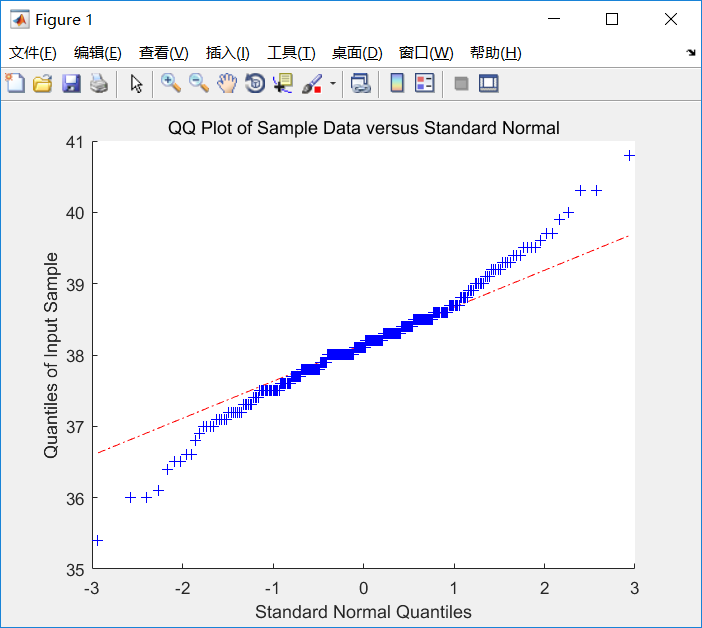 Figure 1
文件(F) 编辑(E) 查看(V) 插入(I) 工具(T) 桌面(D) 窗口(W) 帮助(H)
QQ Plot of Sample Data versus Standard Normal
41
40
39
38
37
36
35
Quantiles of Input Sample
-3 -2 -1 0 1 2 3
Standard Normal Quantiles